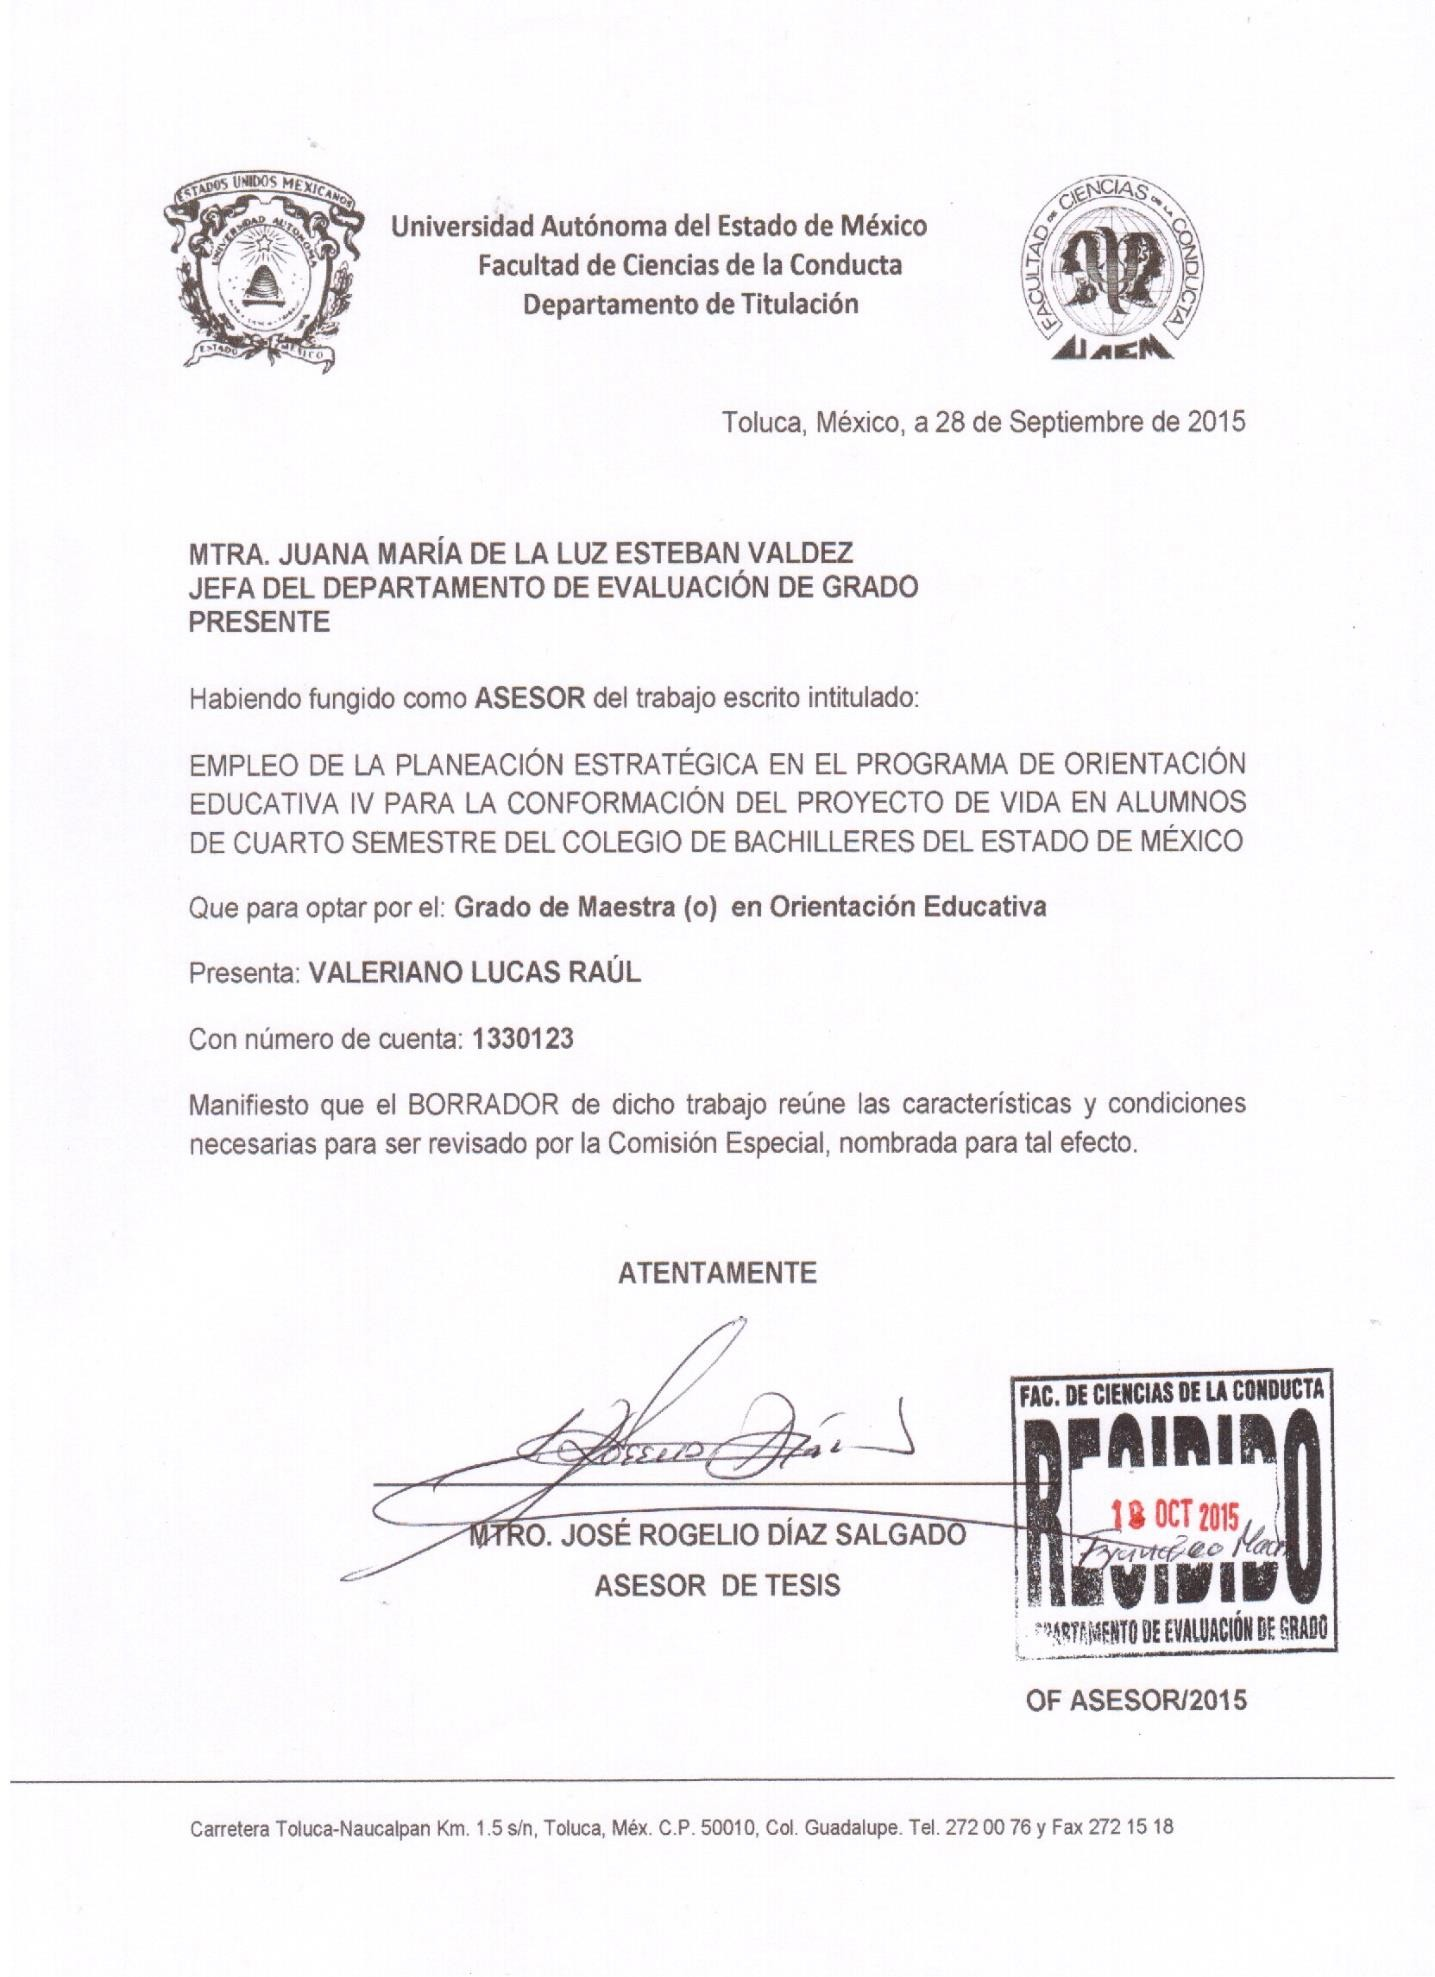 ESTADOS UNIDOS MEXICANOS
UNIVERSIDAD AUTONOMA
ESTADO MEXICO
Universidad Autónoma del Estado de México
Facultad de Ciencias de la Conducta
Departamento de Titulación
FACULTAD DE CIENCIAS DE LA CONDUCTA
UAEM
Toluca, México, a 28 de Septiembre de 2015
MTRA. JUANA MARÍA DE LA LUZ ESTEBAN VALDEZ
JEFA DEL DEPARTAMENTO DE EVALUACIÓN DE GRADO
PRESENTE
Habiendo fungido como ASESOR del trabajo escrito intitulado:
EMPLEO DE LA PLANEACIÓN ESTRATÉGICA EN EL PROGRAMA DE ORIENTACIÓN
EDUCATIVA IV PARA LA CONFORMACIÓN DEL PROYECTO DE VIDA EN ALUMNOS
DE CUARTO SEMESTRE DEL COLEGIO DE BACHILLERES DEL ESTADO DE MÉXICO
Que para optar por el: Grado de Maestra (o) en Orientación Educativa
Presenta: VALERIANO LUCAS RAÚL
Con número de cuenta: 1330123
Manifiesto que el BORRADOR de dicho trabajo reúne las características y condiciones
necesarias para ser revisado por la Comisión Especial, nombrada para tal efecto.
ATENTAMENTE
MTRO. JOSÉ ROGELIO DÍAZ SALGADO
ASESOR DE TESIS
FAC. DE CIENCIAS DE LA CONDUCTA
RECIBIDO
OCT 2015
DE EVALUACIÓN DE GRADO
OF ASESOR/2015
Carretera Toluca-Naucalpan Km. 1.5 s/n, Toluca, Méx. C.P. 50010, Col. Guadalupe. Tel. 272 00 76 y Fax 272 15 18